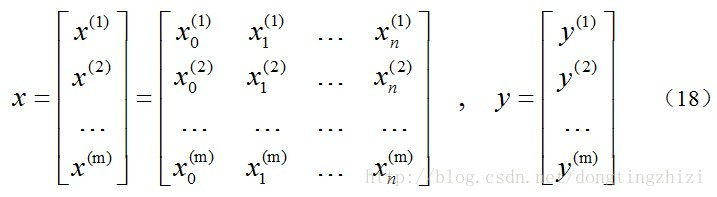 x = [x^(1) x^(2) … x^(m)] = [x_0^(1) x_1^(1) … x_n^(1) x_0^(2) x_1^(2) … x_n^(2) … … … … x_0^(m) x_1^(m) … x_n^(m)] , y = [y^(1) y^(2) … y^(m)] (18)
http://blog.csdn.net/dongtingzhizi